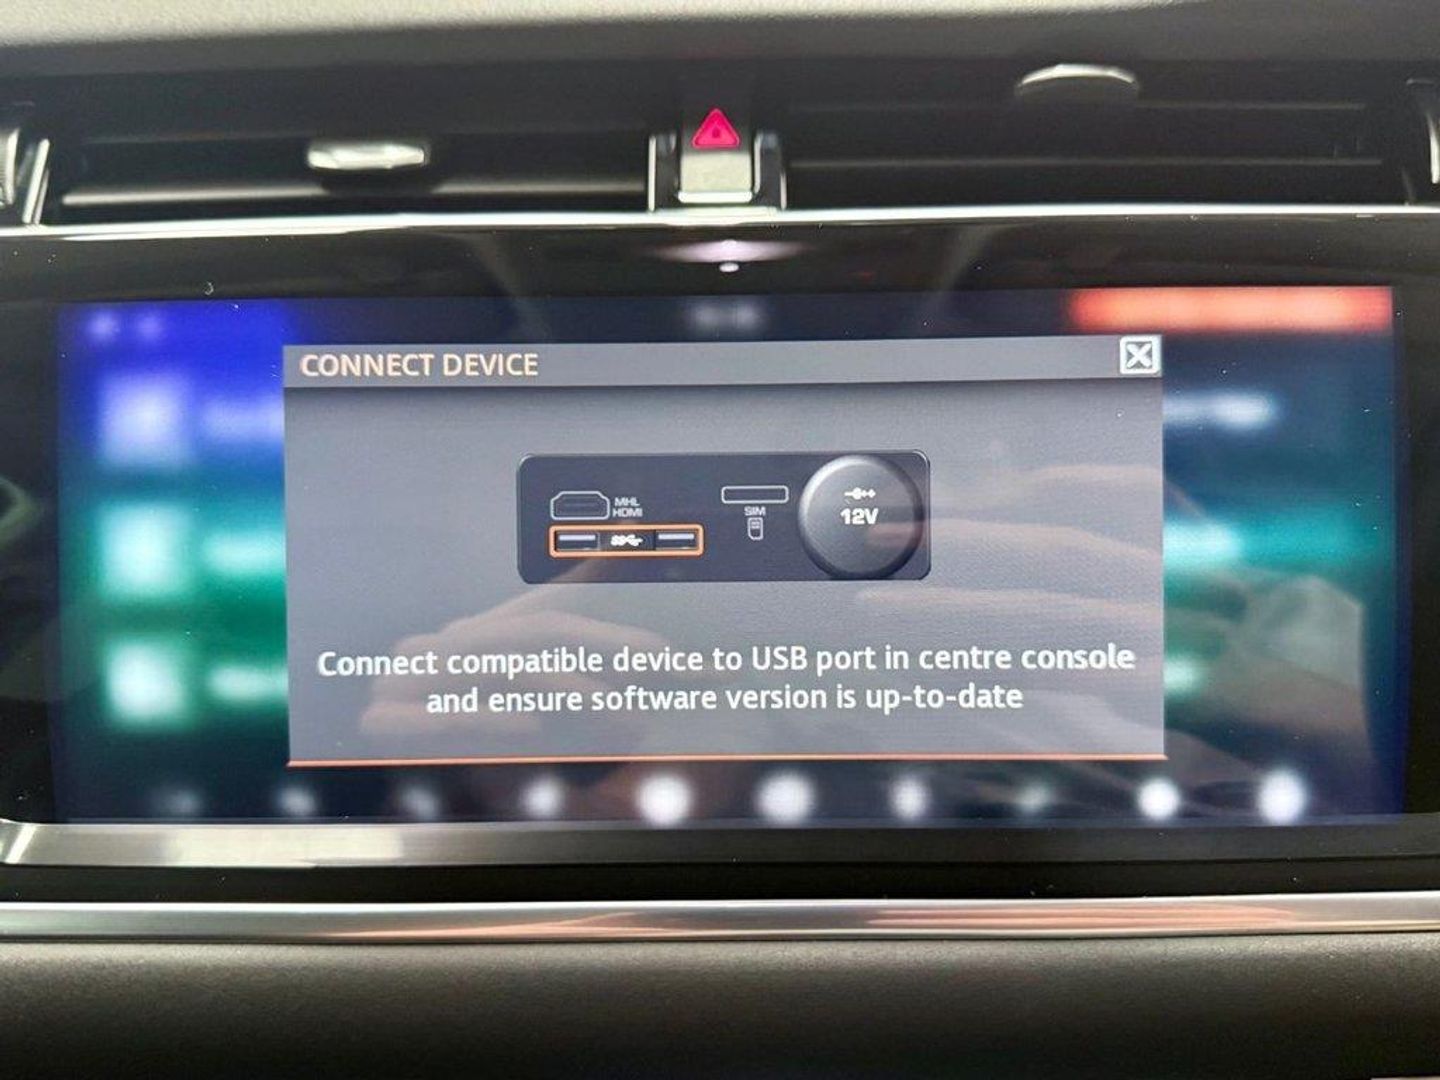 CONNECT DEVICE
MHL
HDMI
SIM
12V
Connect compatible device to USB port in centre console
and ensure software version is up-to-date